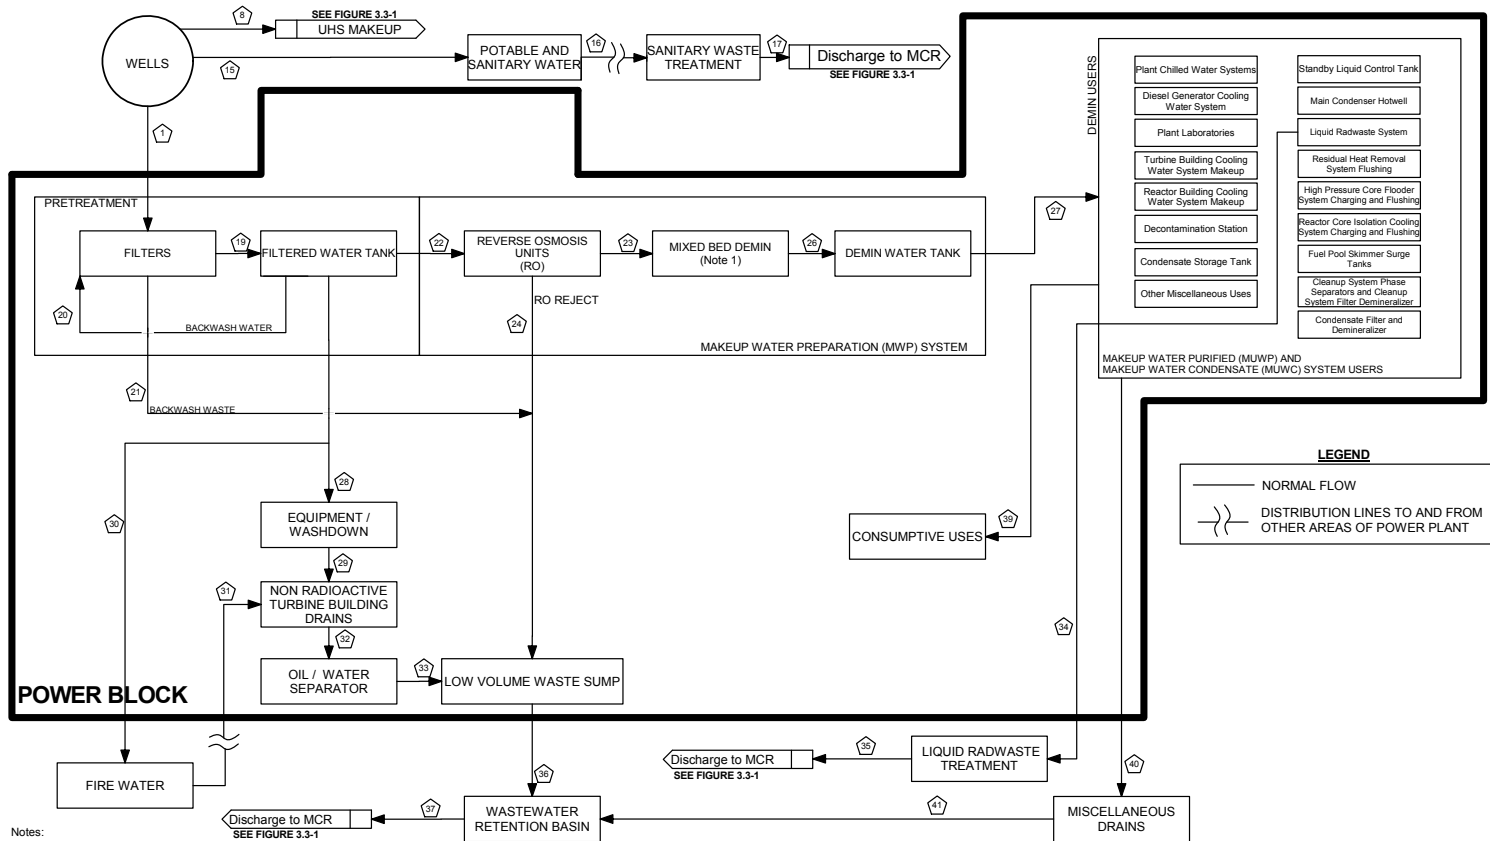 8
SEE FIGURE 3.3-1
UHS MAKEUP
WELLS
15
POTABLE AND
SANITARY WATER
16
SANITARY WASTE
TREATMENT
17
Discharge to MCR
SEE FIGURE 3.3-1
1
DEMIN USERS
Plant Chilled Water Systems
Diesel Generator Cooling
Water System
Plant Laboratories
Turbine Building Cooling
Water System Makeup
Reactor Building Cooling
Water System Makeup
Decontamination Station
Condensate Storage Tank
Other Miscellaneous Uses
Standby Liquid Control Tank
Main Condenser Hotwell
Liquid Radwaste System
Residual Heat Removal
System Flushing
High Pressure Core Flooder
System Charging and Flushing
Reactor Core Isolation Cooling
System Charging and Flushing
Fuel Pool Skimmer Surge
Tanks
Cleanup System Phase
Separators and Cleanup
System Filter Demineralizer
Condensate Filter and
Demineralizer
MAKEUP WATER PURIFIED (MUWP) AND
MAKEUP WATER CONDENSATE (MUWC) SYSTEM USERS
PRETREATMENT
FILTERS
19
FILTERED WATER TANK
22
REVERSE OSMOSIS
UNITS
(RO)
23
MIXED BED DEMIN
(Note 1)
26
DEMIN WATER TANK
27
20
BACKWASH WATER
RO REJECT
24
MAKEUP WATER PREPARATION (MWP) SYSTEM
21
BACKWASH WASTE
LEGEND
NORMAL FLOW
DISTRIBUTION LINES TO AND FROM
OTHER AREAS OF POWER PLANT
28
30
EQUIPMENT /
WASHDOWN
39
CONSUMPTIVE USES
29
31
NON RADIOACTIVE
TURBINE BUILDING
DRAINS
32
34
OIL / WATER
SEPARATOR
33
LOW VOLUME WASTE SUMP
POWER BLOCK
FIRE WATER
36
Discharge to MCR
SEE FIGURE 3.3-1
35
LIQUID RADWASTE
TREATMENT
40
Discharge to MCR
SEE FIGURE 3.3-1
37
WASTEWATER
RETENTION BASIN
41
MISCELLANEOUS
DRAINS
Notes: